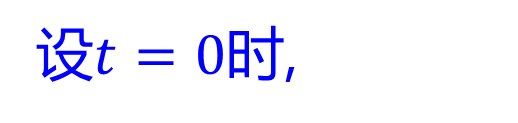 设t = 0时,